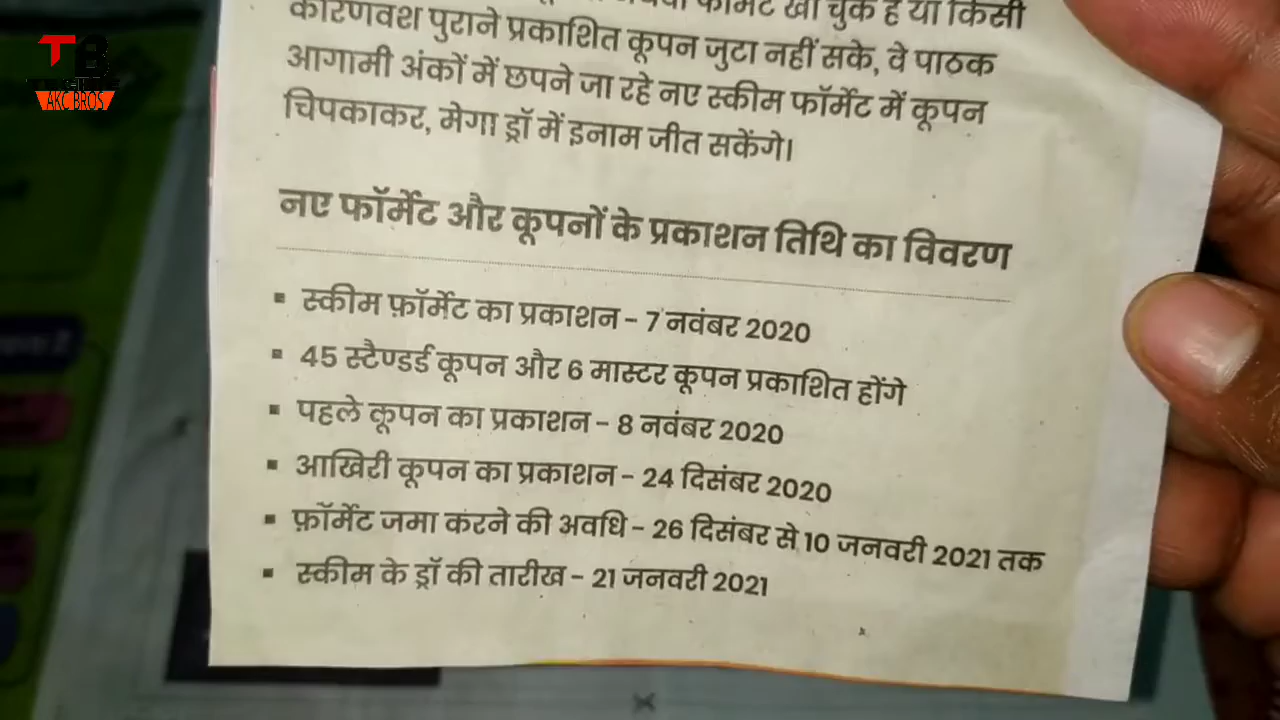 TB
AKC BROS
फॉर्मेट खो चुके हैं या किसी
कारणवश पुराने प्रकाशित कूपन जुटा नहीं सके, वे पाठक
आगामी अंकों में छपने जा रहे नए स्कीम फॉर्मेट में कूपन
चिपकाकर, मेगा ड्रॉ में इनाम जीत सकेंगे।
नए फॉर्मेट और कूपनों के प्रकाशन तिथि का विवरण
▪ स्कीम फ़ॉर्मेट का प्रकाशन – 7 नवंबर 2020
▪ 45 स्टैण्डर्ड कूपन और 6 मास्टर कूपन प्रकाशित होंगे
▪ पहले कूपन का प्रकाशन – 8 नवंबर 2020
▪ आखिरी कूपन का प्रकाशन – 24 दिसंबर 2020
▪ फ़ॉर्मेट जमा करने की अवधि – 26 दिसंबर से 10 जनवरी 2021 तक
▪ स्कीम के ड्रॉ की तारीख – 21 जनवरी 2021